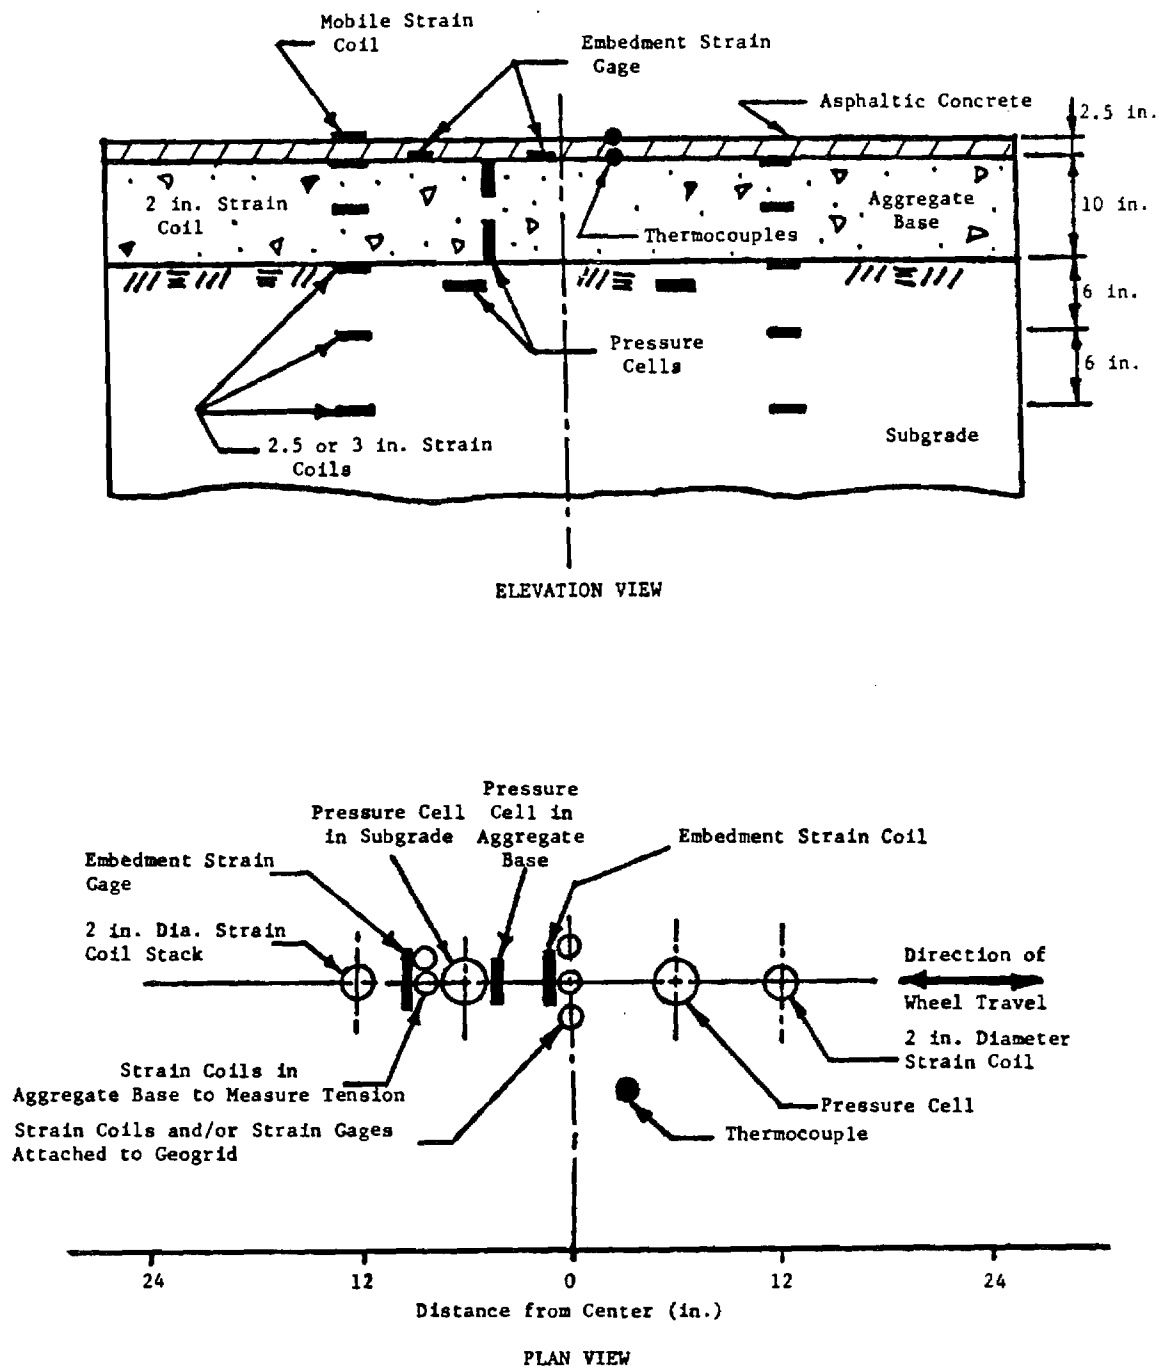 Mobile Strain
Coil
Embedment Strain
Gage
Asphaltic Concrete
2.5 in.
2 in. Strain
Coil
Aggregate
Base
10 in.
Thermocouples
6 in.
Pressure
Cells
6 in.
2.5 or 3 in. Strain
Coils
Subgrade
ELEVATION VIEW
Pressure Cell
in Subgrade
Pressure
Cell in
Aggregate
Base
Embedment Strain Coil
Embedment Strain
Gage
2 in. Dia. Strain
Coil Stack
Direction of
Wheel Travel
2 in. Diameter
Strain Coil
Strain Coils in
Aggregate Base to Measure Tension
Pressure Cell
Strain Coils and/or Strain Gages
Attached to Geogrid
Thermocouple
24 12 0 12 24
Distance from Center (in.)
PLAN VIEW